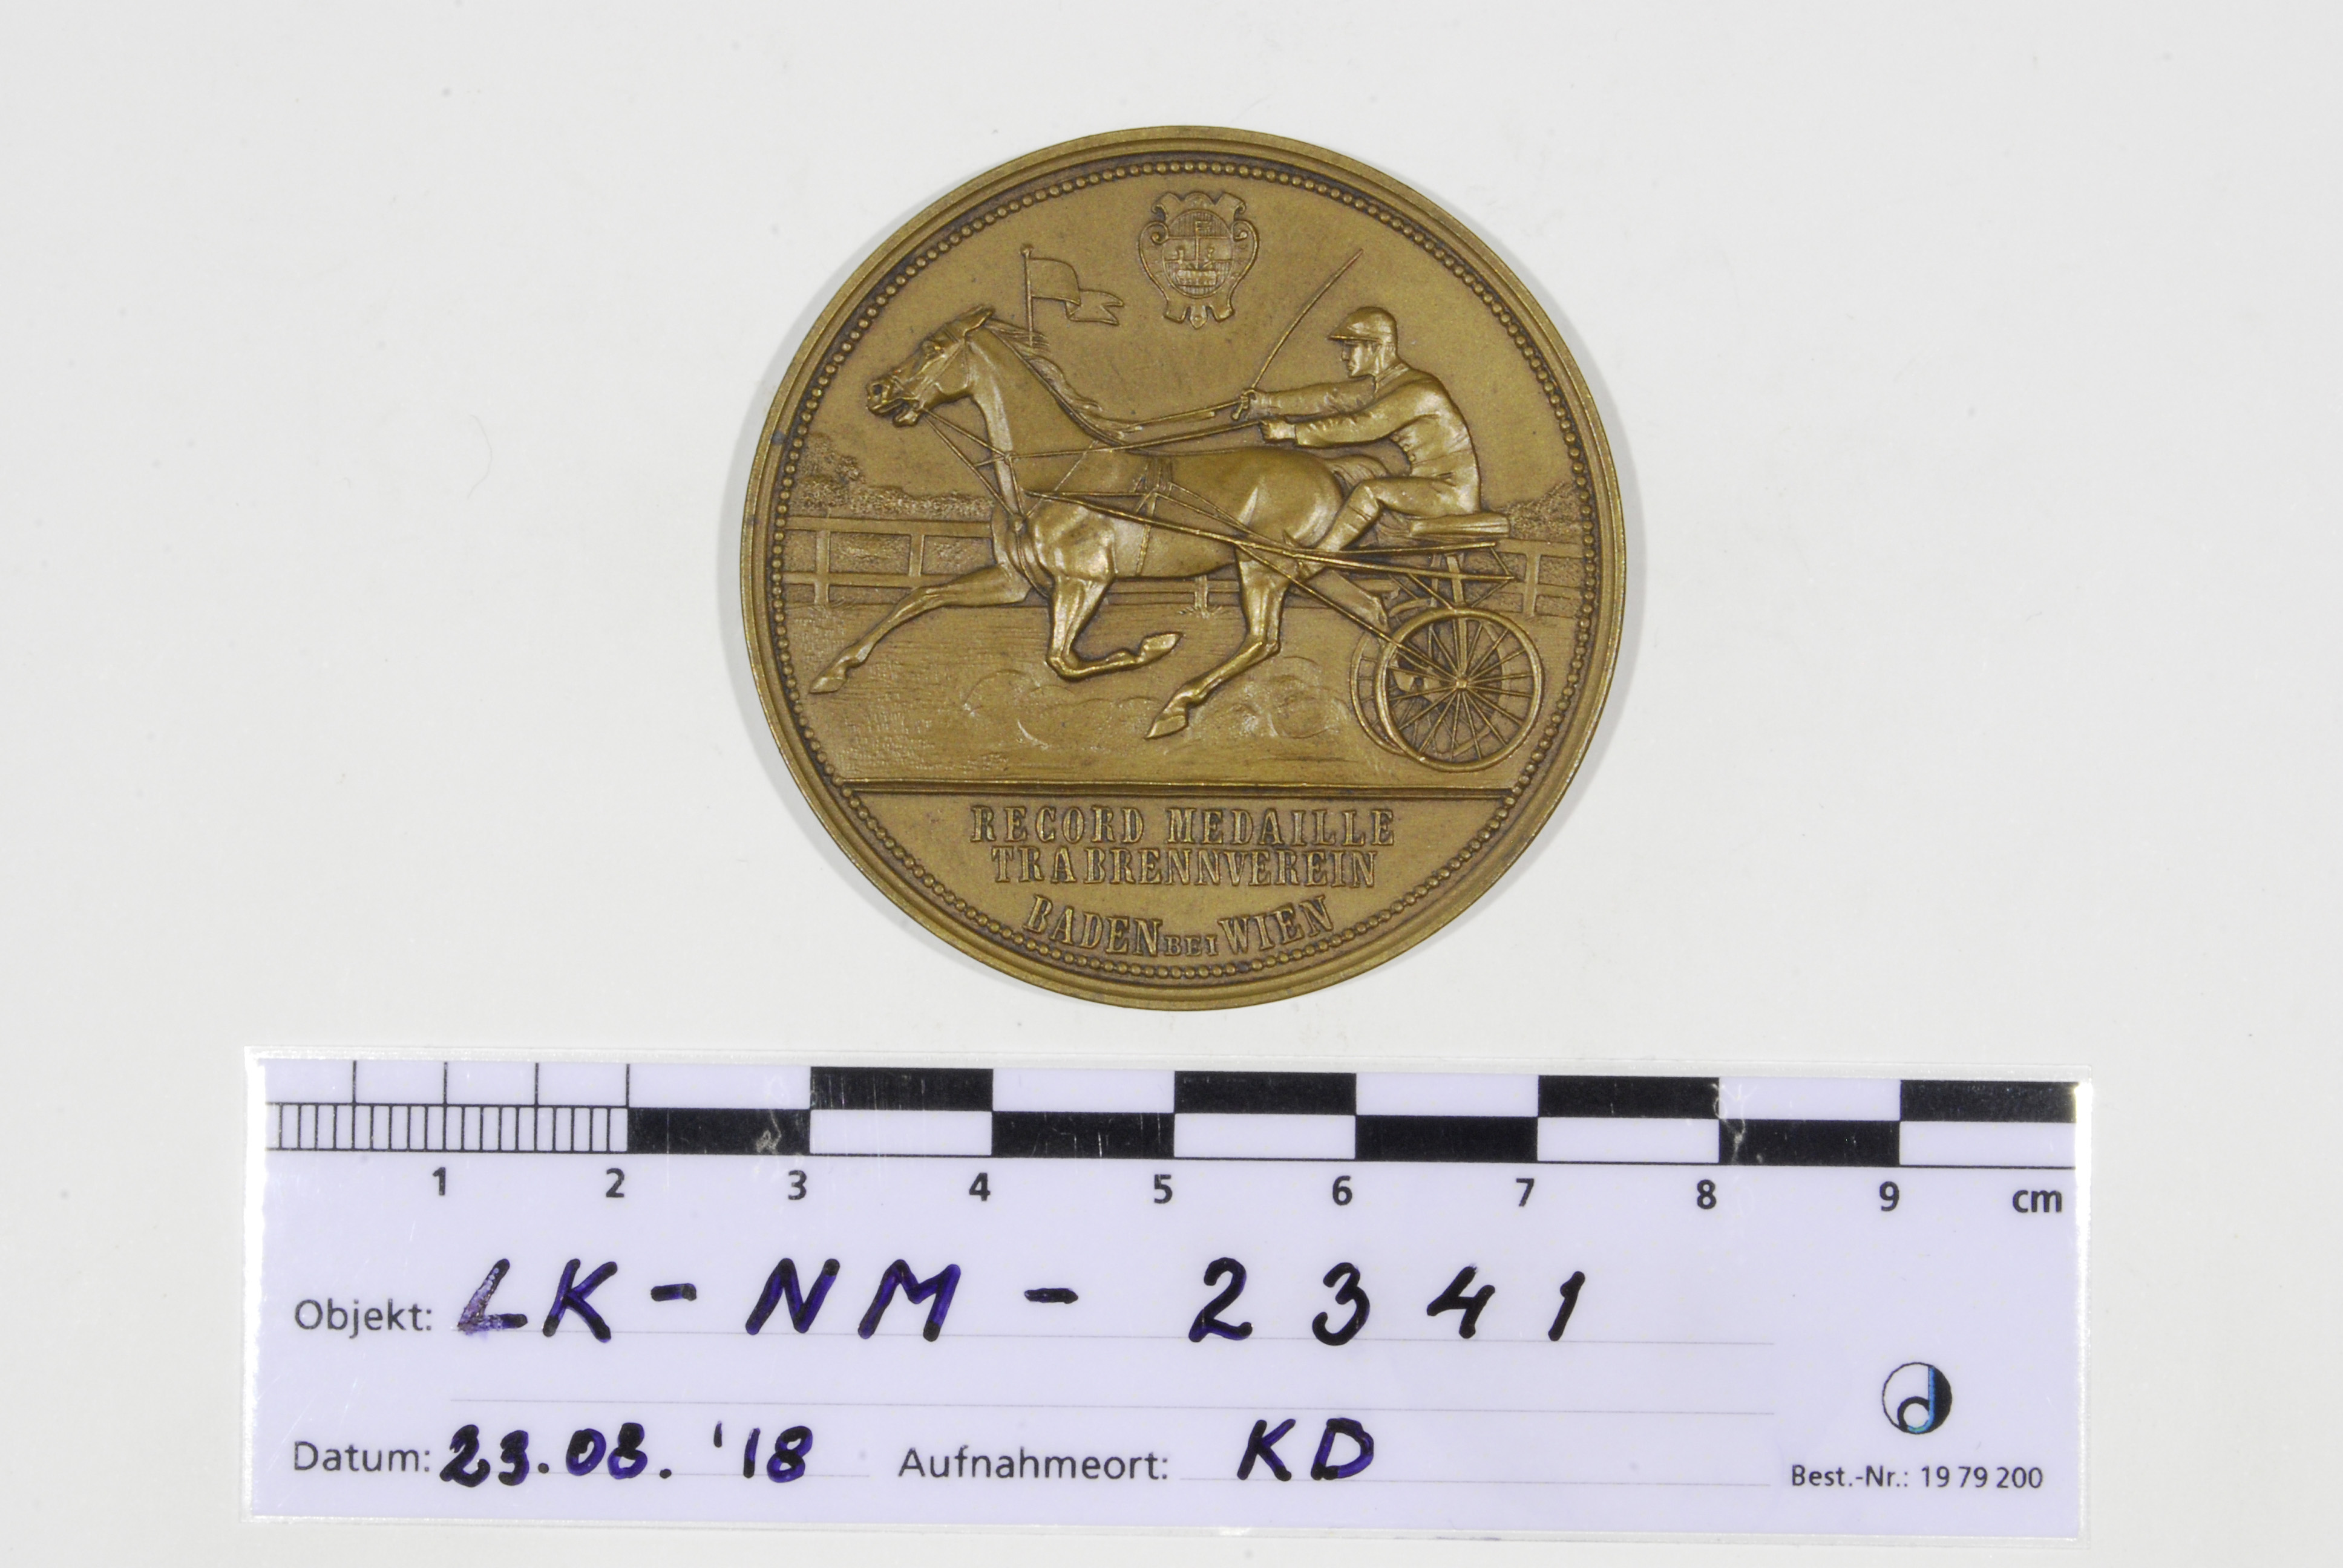 RECORD MEDAILLE
TRABRENNVEREIN
BADEN BEI WIEN
1 2 3 4 5 6 7 8 9 cm
Objekt: LK-NM-2341
Datum: 23.08. '18 Aufnahmeort: KD
Best.-Nr.: 19 79 200